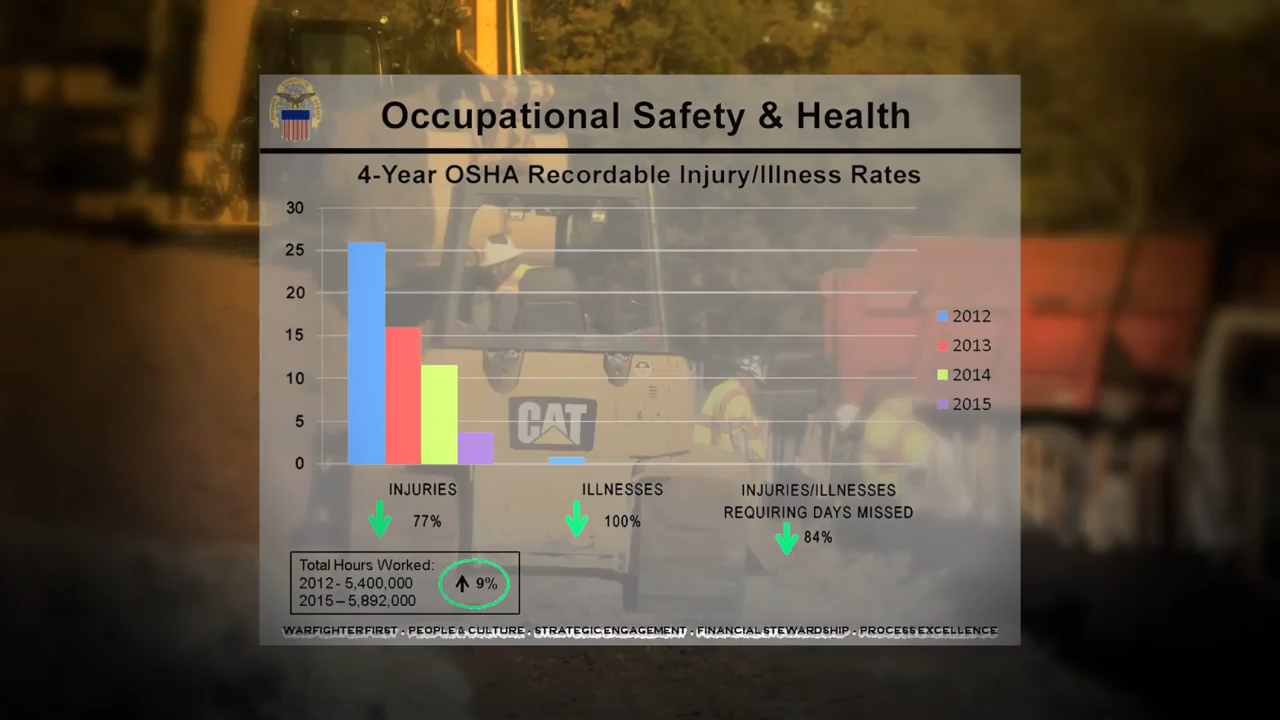 Occupational Safety & Health
4-Year OSHA Recordable Injury/Illness Rates
30
25
20
15
10
5
0
2012
2013
2014
2015
CAT
INJURIES
77%
ILLNESSES
100%
INJURIES/ILLNESSES
REQUIRING DAYS MISSED
84%
Total Hours Worked:
2012- 5,400,000
2015 – 5,892,000
9%
WARFIGHTER FIRST • PEOPLE & CULTURE • STRATEGIC ENGAGEMENT • FINANCIAL STEWARDSHIP • PROCESS EXCELLENCE